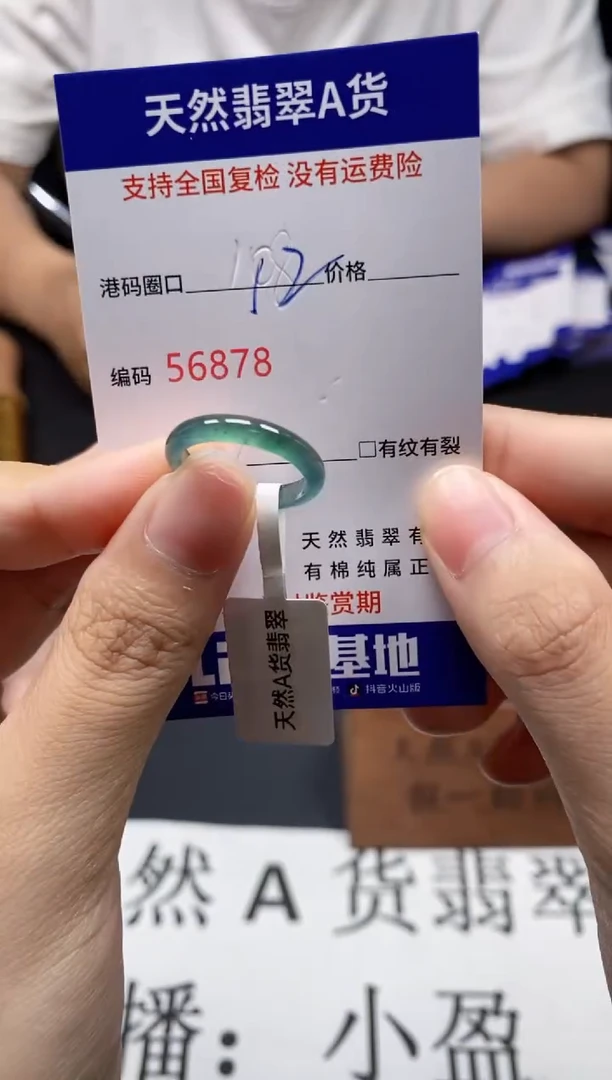 天然翡翠A货
支持全国复检 没有运费险
港码圈口 12 价格
编码 56878
□有纹有裂
天然翡翠有
有棉纯属正
鉴赏期
基地
抖音火山版
天然A货翡翠
然A货翡翠
播：小盈